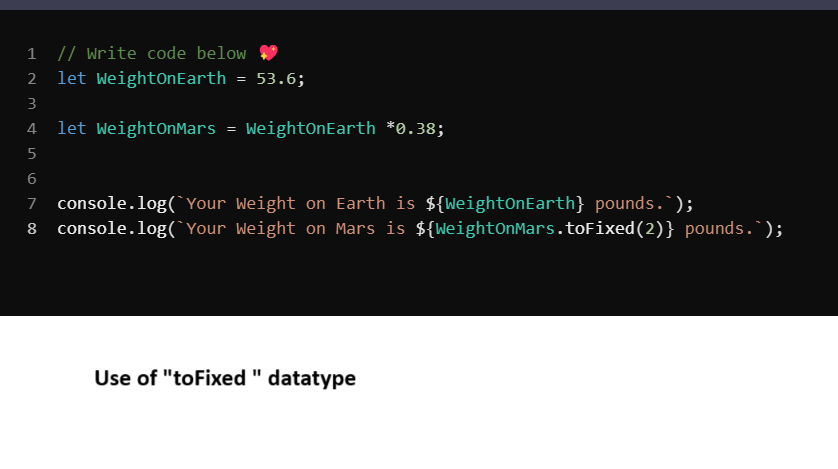 1 // Write code below 💖
2 let WeightOnEarth = 53.6;
3
4 let WeightOnMars = WeightOnEarth *0.38;
5
6
7 console.log(`Your Weight on Earth is ${WeightOnEarth} pounds.`);
8 console.log(`Your Weight on Mars is ${WeightOnMars.toFixed(2)} pounds.`);
Use of "toFixed " datatype